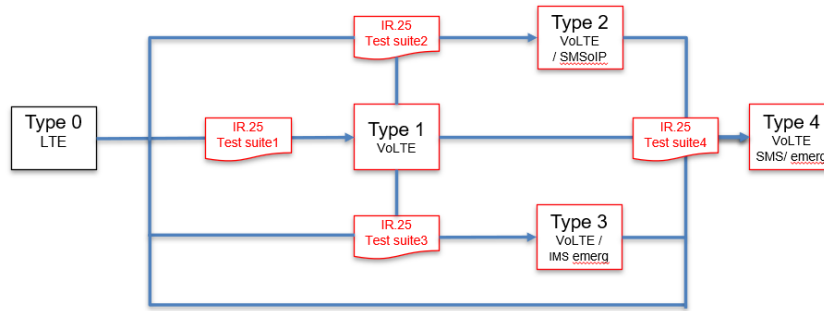 IR.25
Test suite2
Type 2
VoLTE
/ SMSoIP
Type 0
LTE
IR.25
Test suite1
Type 1
VoLTE
IR.25
Test suite4
Type 4
VoLTE
SMS/ emerg
IR.25
Test suite3
Type 3
VoLTE /
IMS emerg